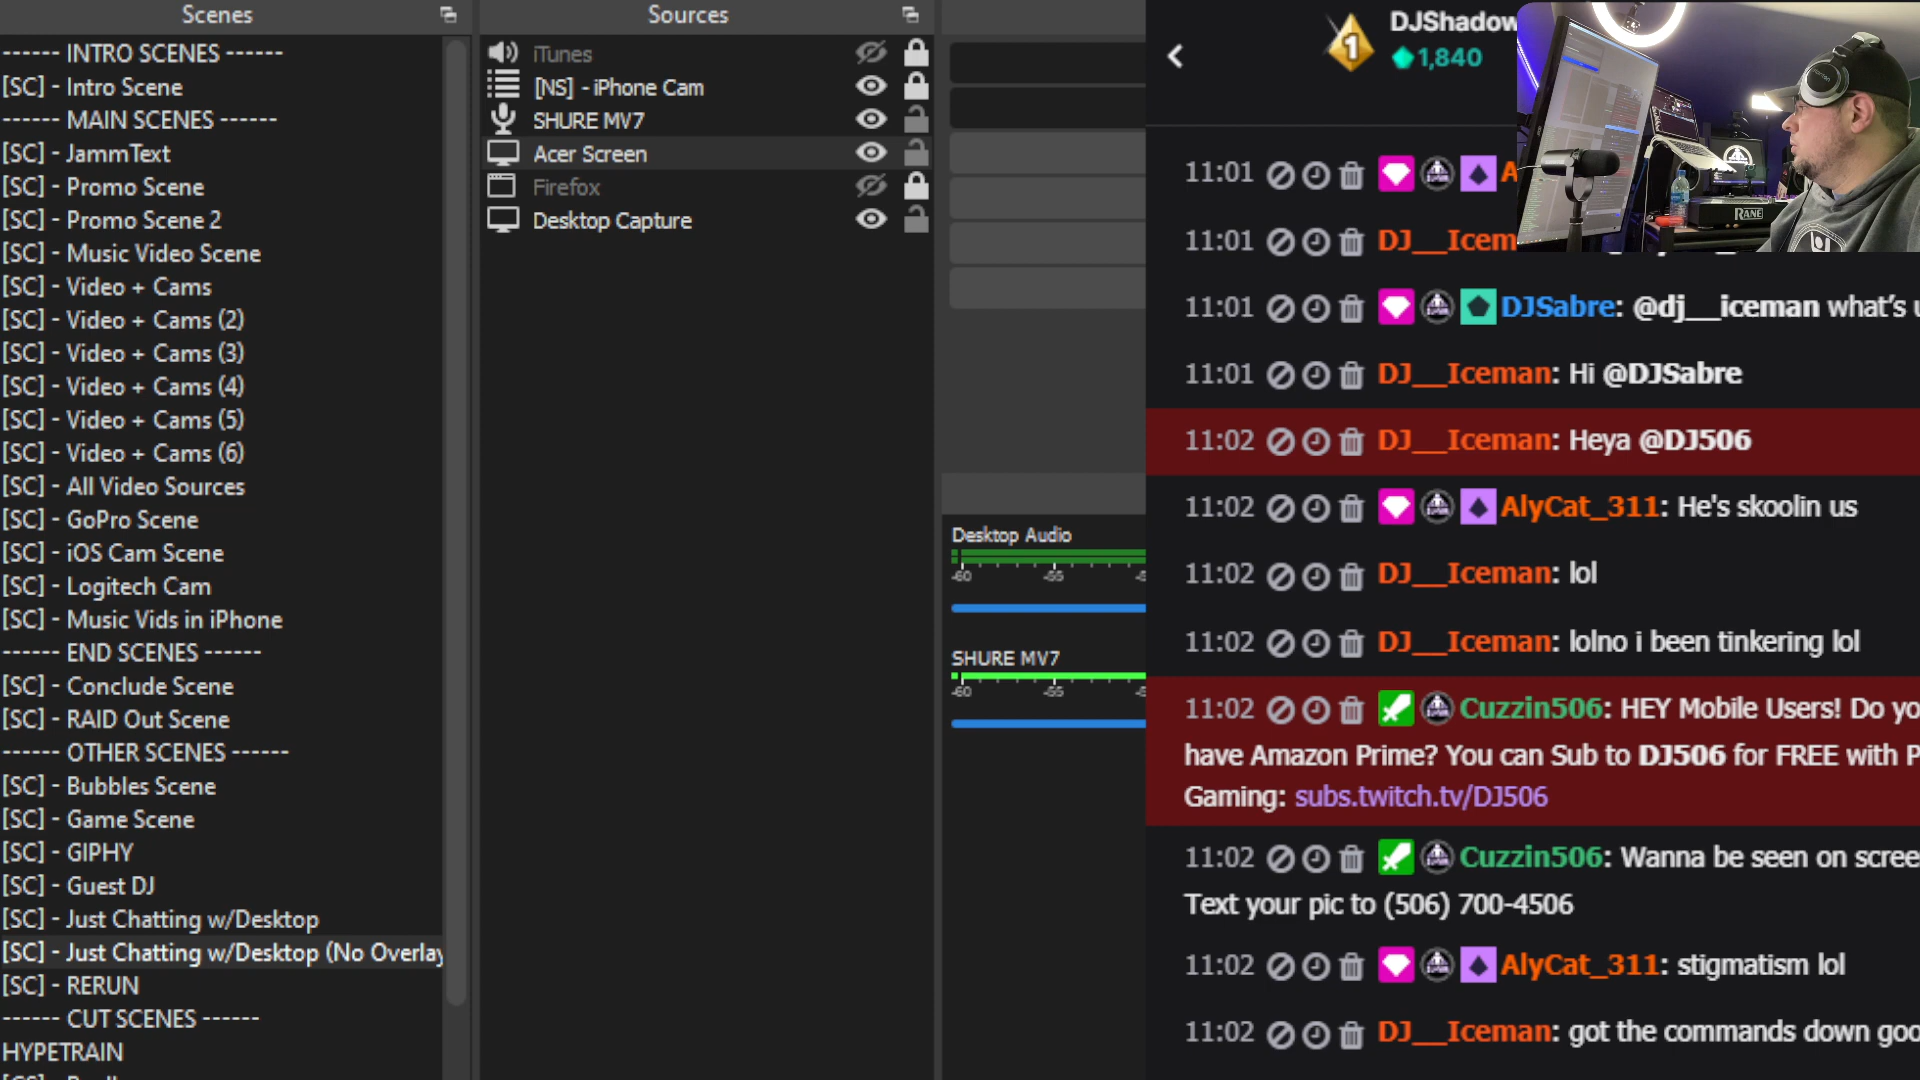 Scenes
------ INTRO SCENES ------
[SC] - Intro Scene
------ MAIN SCENES ------
[SC] - JammText
[SC] - Promo Scene
[SC] - Promo Scene 2
[SC] - Music Video Scene
[SC] - Video + Cams
[SC] - Video + Cams (2)
[SC] - Video + Cams (3)
[SC] - Video + Cams (4)
[SC] - Video + Cams (5)
[SC] - Video + Cams (6)
[SC] - All Video Sources
[SC] - GoPro Scene
[SC] - iOS Cam Scene
[SC] - Logitech Cam
[SC] - Music Vids in iPhone
------ END SCENES ------
[SC] - Conclude Scene
[SC] - RAID Out Scene
------ OTHER SCENES ------
[SC] - Bubbles Scene
[SC] - Game Scene
[SC] - GIPHY
[SC] - Guest DJ
[SC] - Just Chatting w/Desktop
[SC] - Just Chatting w/Desktop (No Overlay
[SC] - RERUN
------ CUT SCENES ------
HYPETRAIN
Sources
iTunes
[NS] - iPhone Cam
SHURE MV7
Acer Screen
Firefox
Desktop Capture
Desktop Audio
-60 -55
SHURE MV7
-60 -55
1 DJShadow
1,840
RANE
11:01 A
11:01 DJ__Icem
11:01 DJSabre: @dj__iceman what's u
11:01 DJ__Iceman: Hi @DJSabre
11:02 DJ__Iceman: Heya @DJ506
11:02 AlyCat_311: He's skoolin us
11:02 DJ__Iceman: lol
11:02 DJ__Iceman: lolno i been tinkering lol
11:02 Cuzzin506: HEY Mobile Users! Do yo
have Amazon Prime? You can Sub to DJ506 for FREE with P
Gaming: subs.twitch.tv/DJ506
11:02 Cuzzin506: Wanna be seen on scree
Text your pic to (506) 700-4506
11:02 AlyCat_311: stigmatism lol
11:02 DJ__Iceman: got the commands down goo